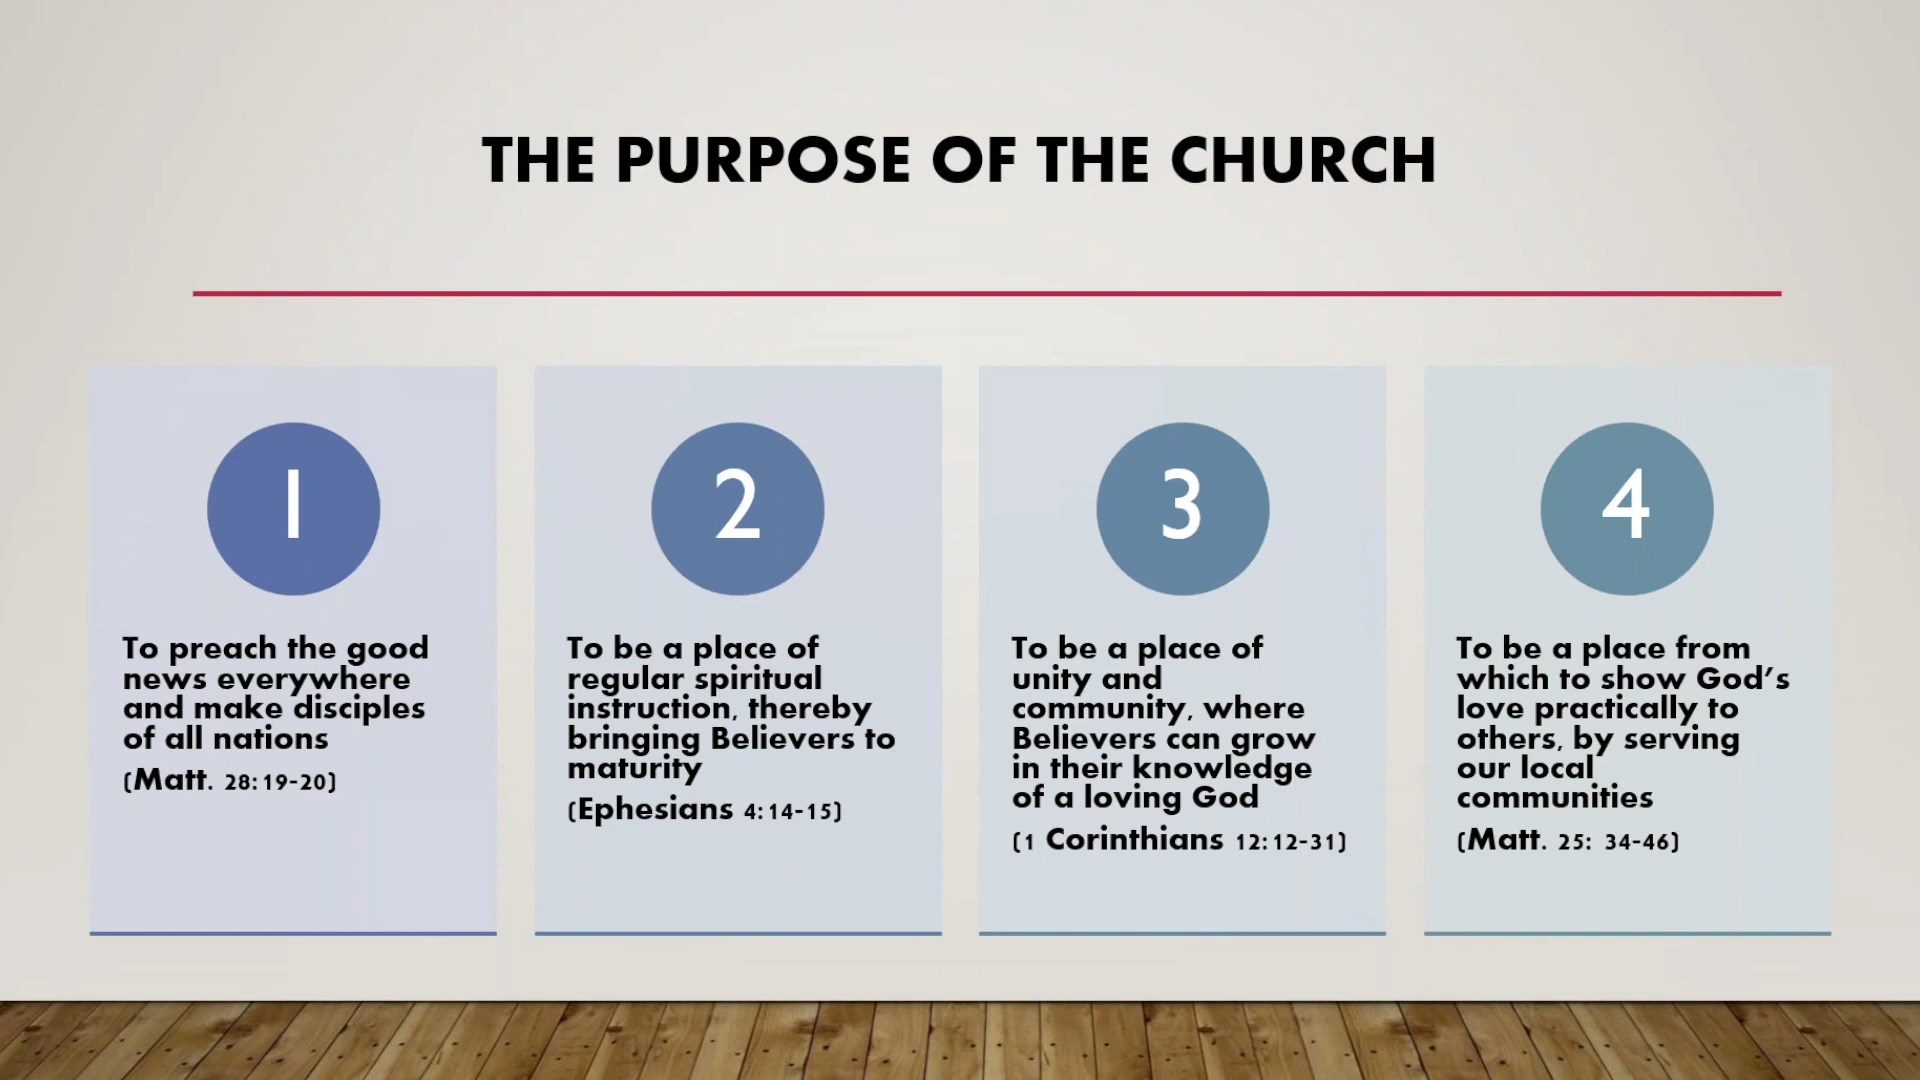 THE PURPOSE OF THE CHURCH
1
To preach the good
news everywhere
and make disciples
of all nations
(Matt. 28:19-20)
2
To be a place of
regular spiritual
instruction, thereby
bringing Believers to
maturity
(Ephesians 4:14-15)
3
To be a place of
unity and
community, where
Believers can grow
in their knowledge
of a loving God
(1 Corinthians 12:12-31)
4
To be a place from
which to show God’s
love practically to
others, by serving
our local
communities
(Matt. 25: 34-46)